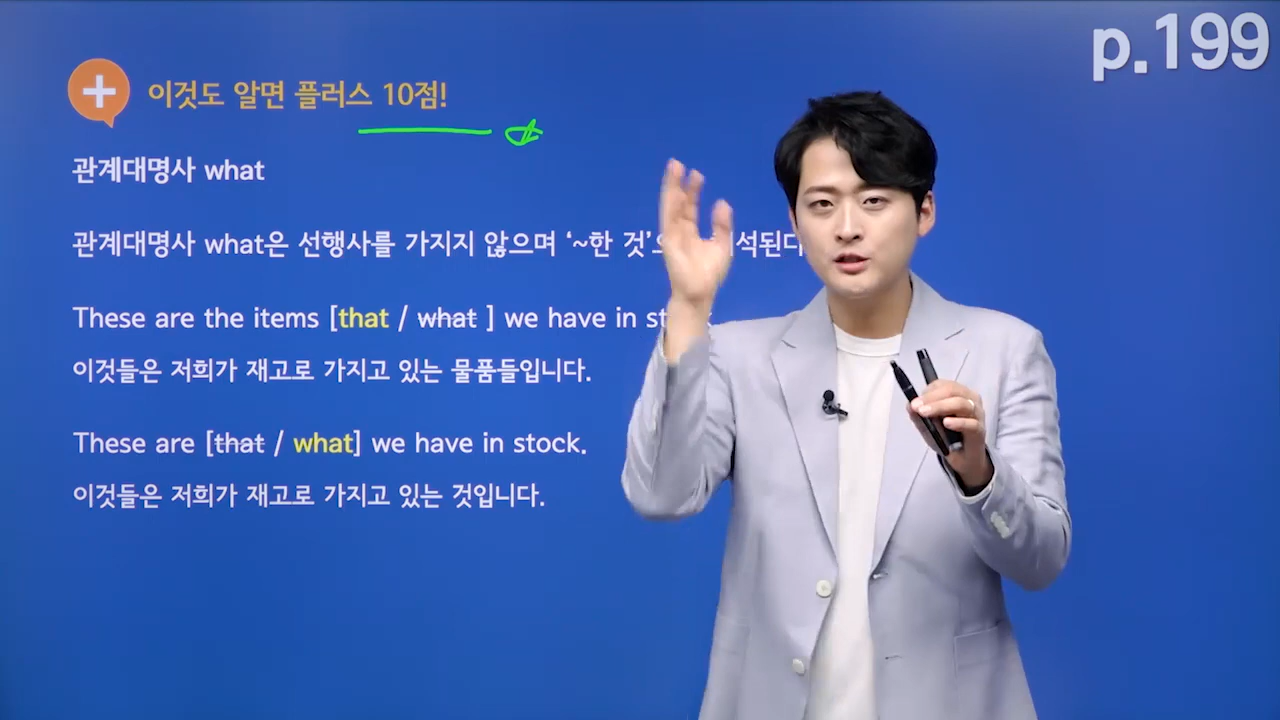 p.199
이것도 알면 플러스 10점!
관계대명사 what
관계대명사 what은 선행사를 가지지 않으며 ‘~한 것’으 석된다
These are the items [that / what ] we have in st
이것들은 저희가 재고로 가지고 있는 물품들입니다.
These are [that / what] we have in stock.
이것들은 저희가 재고로 가지고 있는 것입니다.